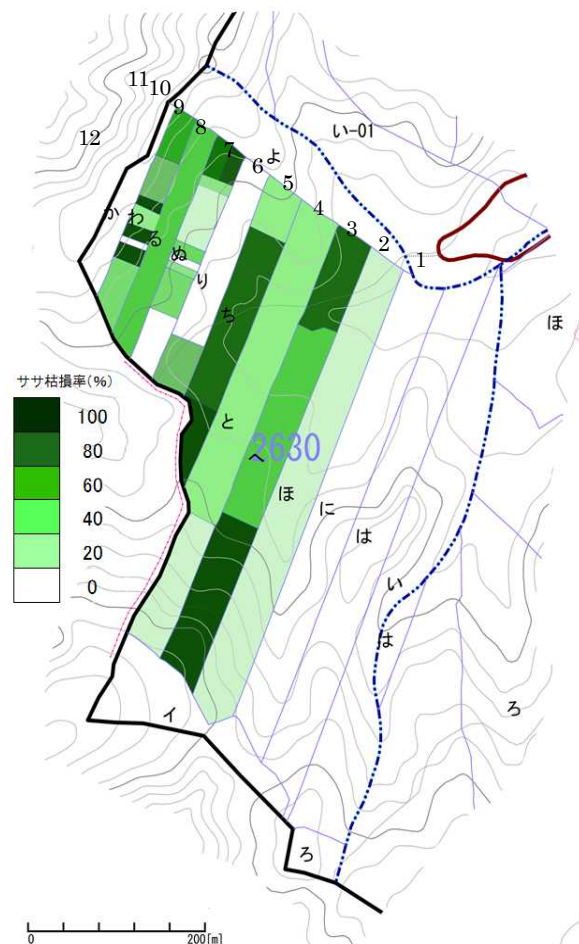 11
10
9
12
8
7
6
よ
5
4
3
2
1
い-01
ほ
か
わ
る
ぬ
り
ち
と
へ
2630
ほ
に
は
い
は
ろ
イ
ろ
ササ枯損率(%)
100
80
60
40
20
0
0 200[m]